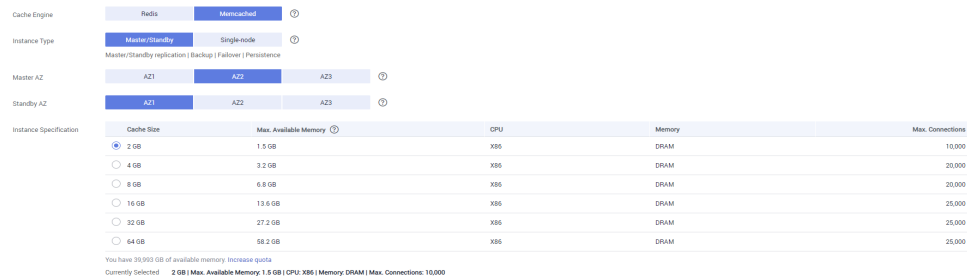 Cache Engine Redis Memcached ?
Instance Type Master/Standby Single-node ?
Master/Standby replication | Backup | Failover | Persistence
Master AZ AZ1 AZ2 AZ3 ?
Standby AZ AZ1 AZ2 AZ3 ?
Instance Specification Cache Size Max. Available Memory ? CPU Memory Max. Connections
2 GB 1.5 GB X86 DRAM 10,000
4 GB 3.2 GB X86 DRAM 20,000
8 GB 6.8 GB X86 DRAM 20,000
16 GB 13.6 GB X86 DRAM 25,000
32 GB 27.2 GB X86 DRAM 25,000
64 GB 58.2 GB X86 DRAM 25,000
You have 39,993 GB of available memory. Increase quota
Currently Selected 2 GB | Max. Available Memory: 1.5 GB | CPU: X86 | Memory: DRAM | Max. Connections: 10,000